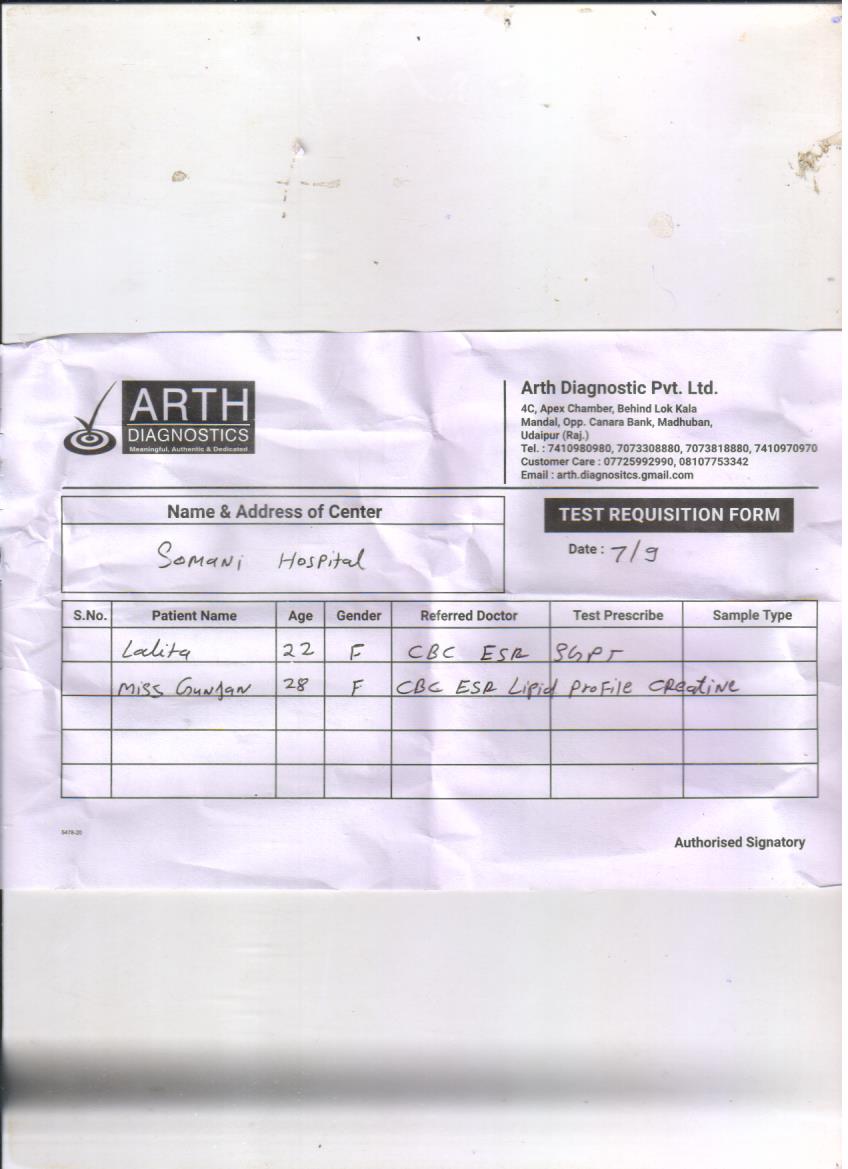 ARTH
DIAGNOSTICS
Meaningful, Authentic & Dedicated
Arth Diagnostic Pvt. Ltd.
4C, Apex Chamber, Behind Lok Kala
Mandal, Opp. Canara Bank, Madhuban,
Udaipur (Raj.)
Tel. : 7410980980, 7073308880, 7073818880, 7410970970
Customer Care : 07725992990, 08107753342
Email : arth.diagnositcs.gmail.com
Name & Address of Center
Somani Hospital
TEST REQUISITION FORM
Date : 7/9
S.No. Patient Name Age Gender Referred Doctor Test Prescribe Sample Type
Lalita 22 F CBC ESR SGPT
Miss Gunjan 28 F CBC ESR Lipid Profile Creatine
5478-20
Authorised Signatory